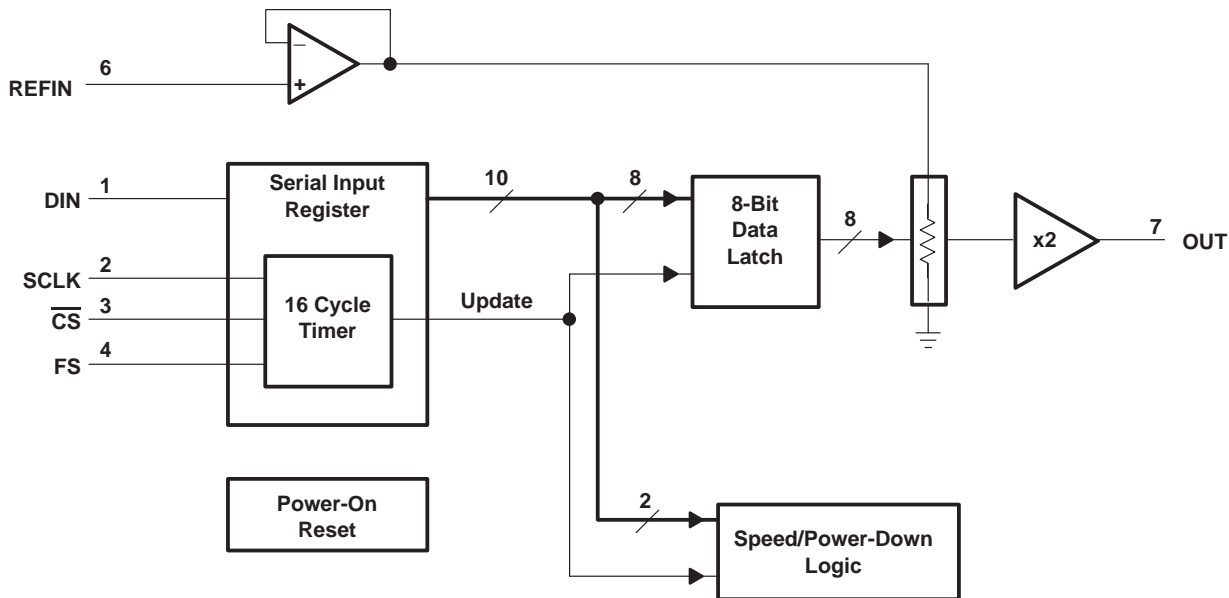 6
REFIN
−
+
DIN
1
Serial Input
Register
10
8
8-Bit
Data
Latch
8
x2
7
OUT
SCLK
2
CS
3
FS
4
16 Cycle
Timer
Update
Power-On
Reset
2
Speed/Power-Down
Logic